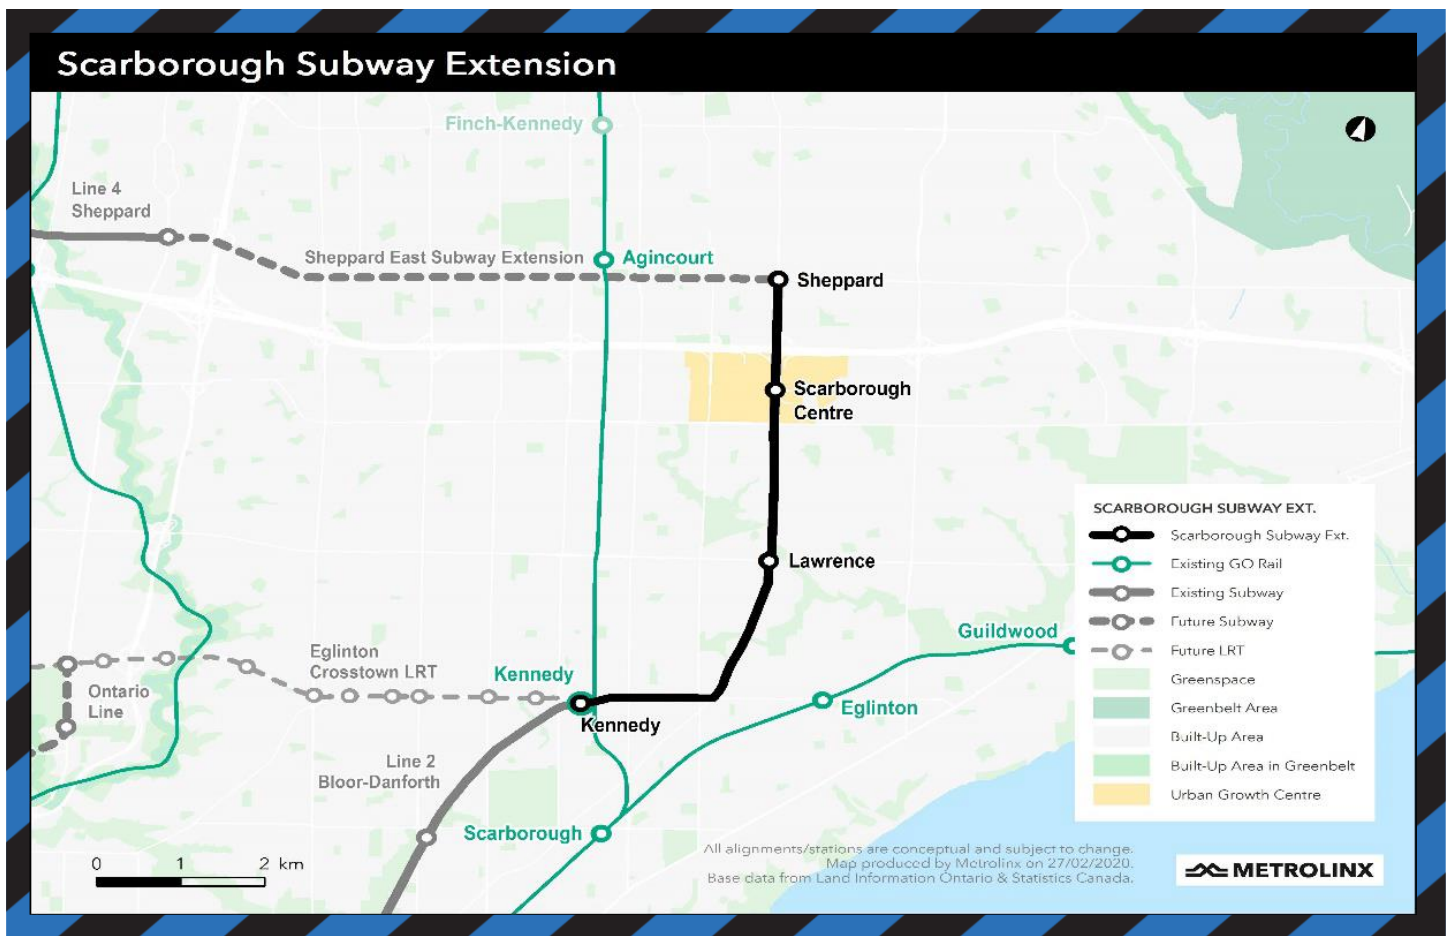 Scarborough Subway Extension
Finch-Kennedy
Line 4
Sheppard
Sheppard East Subway Extension
Agincourt
Sheppard
Scarborough
Centre
Lawrence
Guildwood
Eglinton
Crosstown LRT
Kennedy
Ontario
Line
Kennedy
Eglinton
Line 2
Bloor-Danforth
Scarborough
0 1 2 km
SCARBOROUGH SUBWAY EXT.
Scarborough Subway Ext.
Existing GO Rail
Existing Subway
Future Subway
Future LRT
Greenspace
Greenbelt Area
Built-Up Area
Built-Up Area in Greenbelt
Urban Growth Centre
All alignments/stations are conceptual and subject to change.
Map produced by Metrolinx on 27/02/2020.
Base data from Land Information Ontario & Statistics Canada.
METROLINX